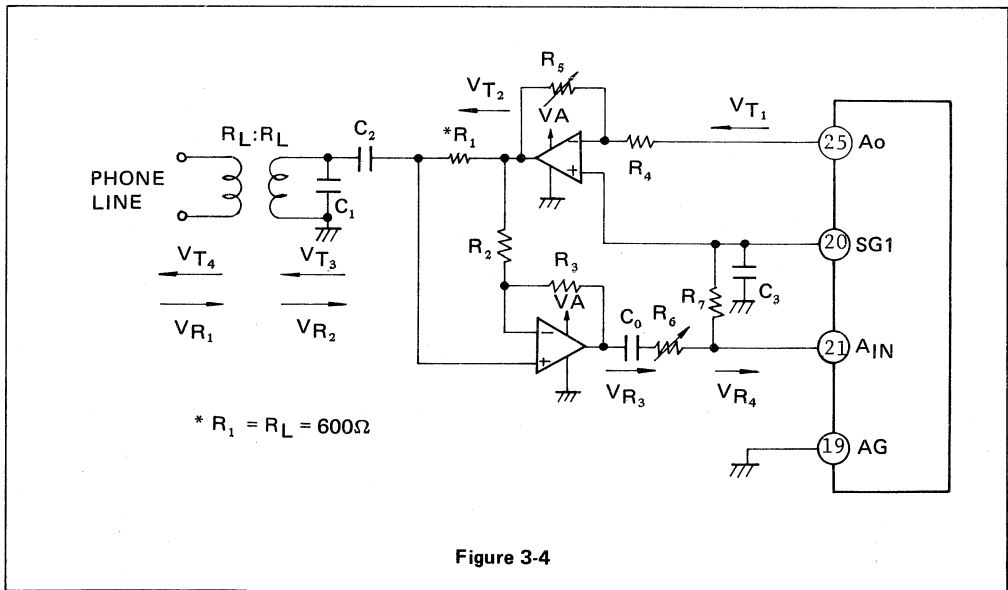 R5
VT2
VA
VT1
RL:RL
C2
*R1
25 Ao
R4
PHONE
LINE
C1
20 SG1
R2
R3
VA
VT4
VT3
R7
C3
C0
R6
VR1
VR2
21 AIN
VR3
VR4
* R1 = RL = 600Ω
19 AG
Figure 3-4